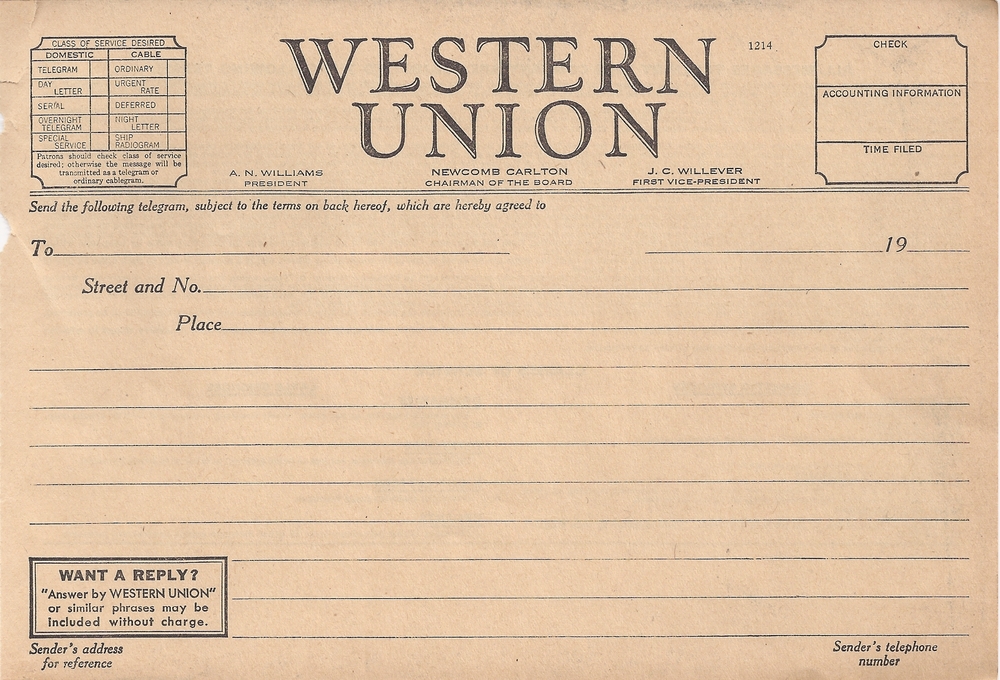 CLASS OF SERVICE DESIRED
DOMESTIC CABLE
TELEGRAM ORDINARY
DAY LETTER URGENT RATE
SERIAL DEFERRED
OVERNIGHT TELEGRAM NIGHT LETTER
SPECIAL SERVICE SHIP RADIOGRAM
Patrons should check class of service
desired; otherwise the message will be
transmitted as a telegram or
ordinary cablegram.
WESTERN
UNION
1214
A. N. WILLIAMS
PRESIDENT
NEWCOMB CARLTON
CHAIRMAN OF THE BOARD
J. C. WILLEVER
FIRST VICE-PRESIDENT
CHECK
ACCOUNTING INFORMATION
TIME FILED
Send the following telegram, subject to the terms on back hereof, which are hereby agreed to
To 19
Street and No.
Place
WANT A REPLY?
"Answer by WESTERN UNION"
or similar phrases may be
included without charge.
Sender's address
for reference
Sender's telephone
number